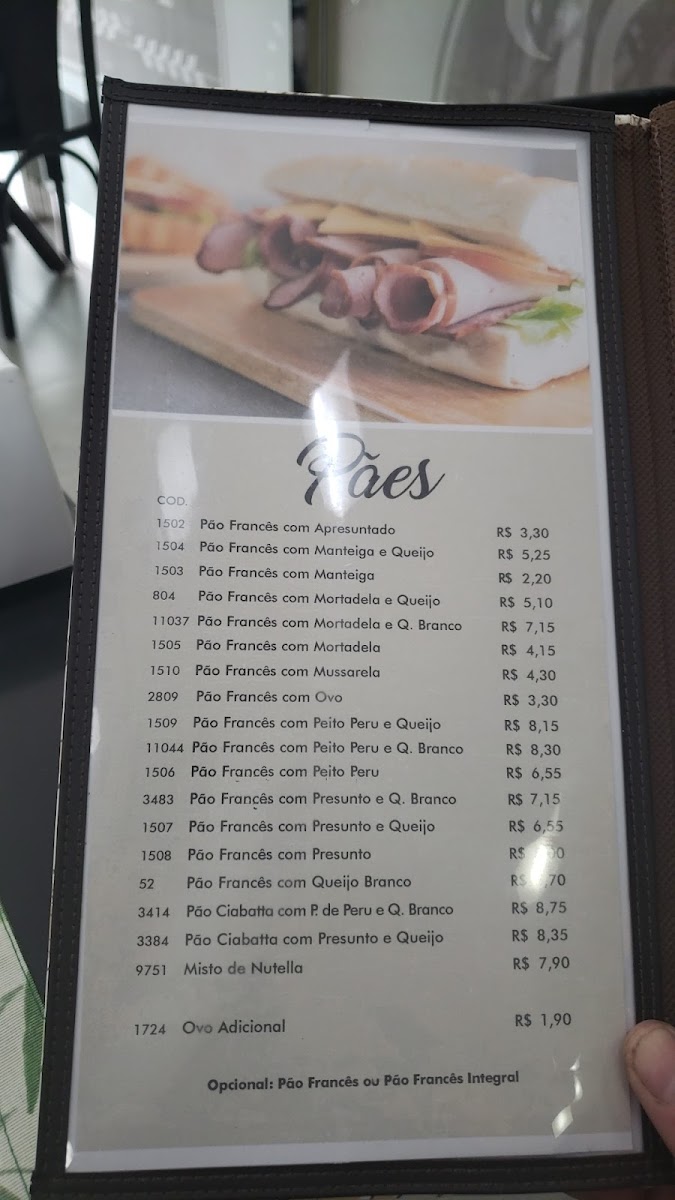 Pães
COD.
1502 Pão Francês com Apresuntado R$ 3,30
1504 Pão Francês com Manteiga e Queijo R$ 5,25
1503 Pão Francês com Manteiga R$ 2,20
804 Pão Francês com Mortadela e Queijo R$ 5,10
11037 Pão Francês com Mortadela e Q. Branco R$ 7,15
1505 Pão Francês com Mortadela R$ 4,15
1510 Pão Francês com Mussarela R$ 4,30
2809 Pão Francês com Ovo R$ 3,30
1509 Pão Francês com Peito Peru e Queijo R$ 8,15
11044 Pão Francês com Peito Peru e Q. Branco R$ 8,30
1506 Pão Francês com Peito Peru R$ 6,55
3483 Pão Francês com Presunto e Q. Branco R$ 7,15
1507 Pão Francês com Presunto e Queijo R$ 6,55
1508 Pão Francês com Presunto R$
52 Pão Francês com Queijo Branco R$
3414 Pão Ciabatta com P. de Peru e Q. Branco R$ 8,75
3384 Pão Ciabatta com Presunto e Queijo R$ 8,35
9751 Misto de Nutella R$ 7,90
1724 Ovo Adicional R$ 1,90
Opcional: Pão Francês ou Pão Francês Integral